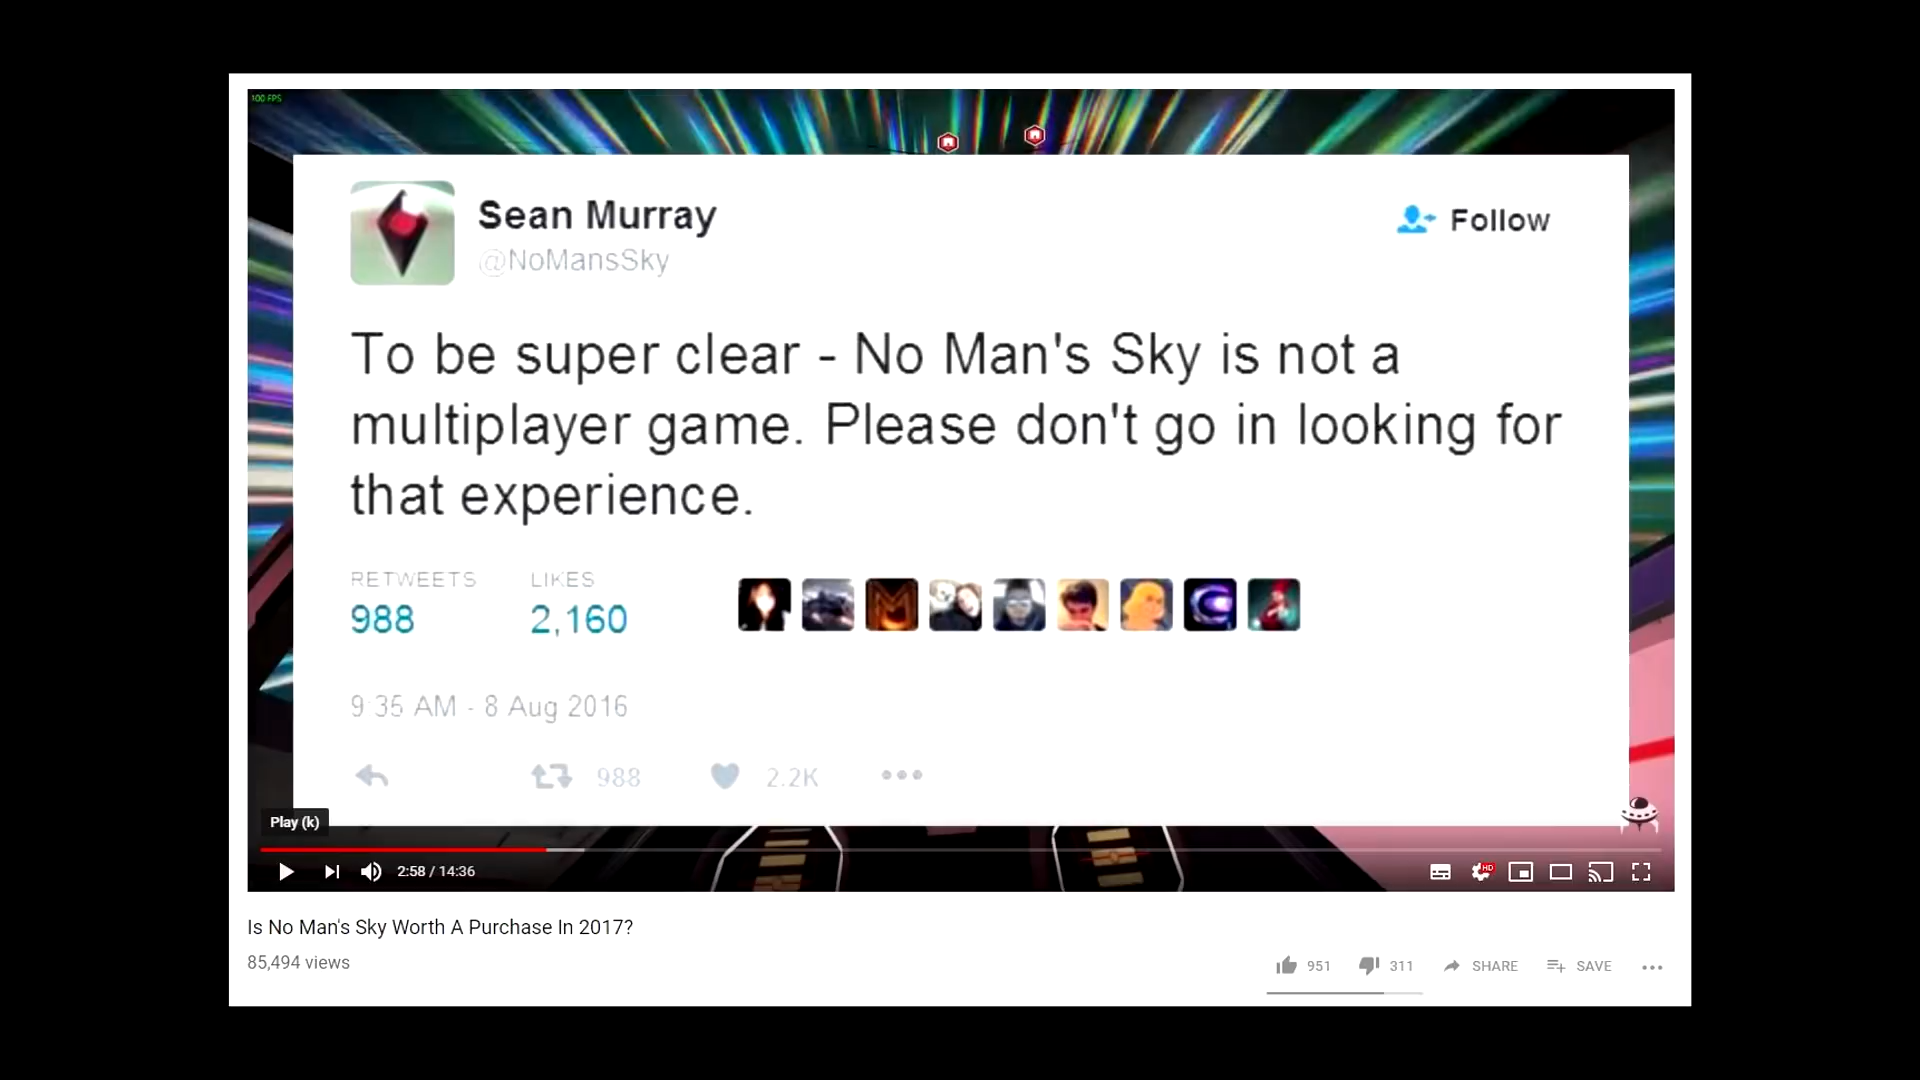 100 FPS
Sean Murray
@NoMansSky
Follow
To be super clear - No Man's Sky is not a
multiplayer game. Please don't go in looking for
that experience.
RETWEETS LIKES
988 2,160
9:35 AM - 8 Aug 2016
988 2.2K
Play (k)
2:58 / 14:36
HD
Is No Man's Sky Worth A Purchase In 2017?
85,494 views
951 311 SHARE SAVE